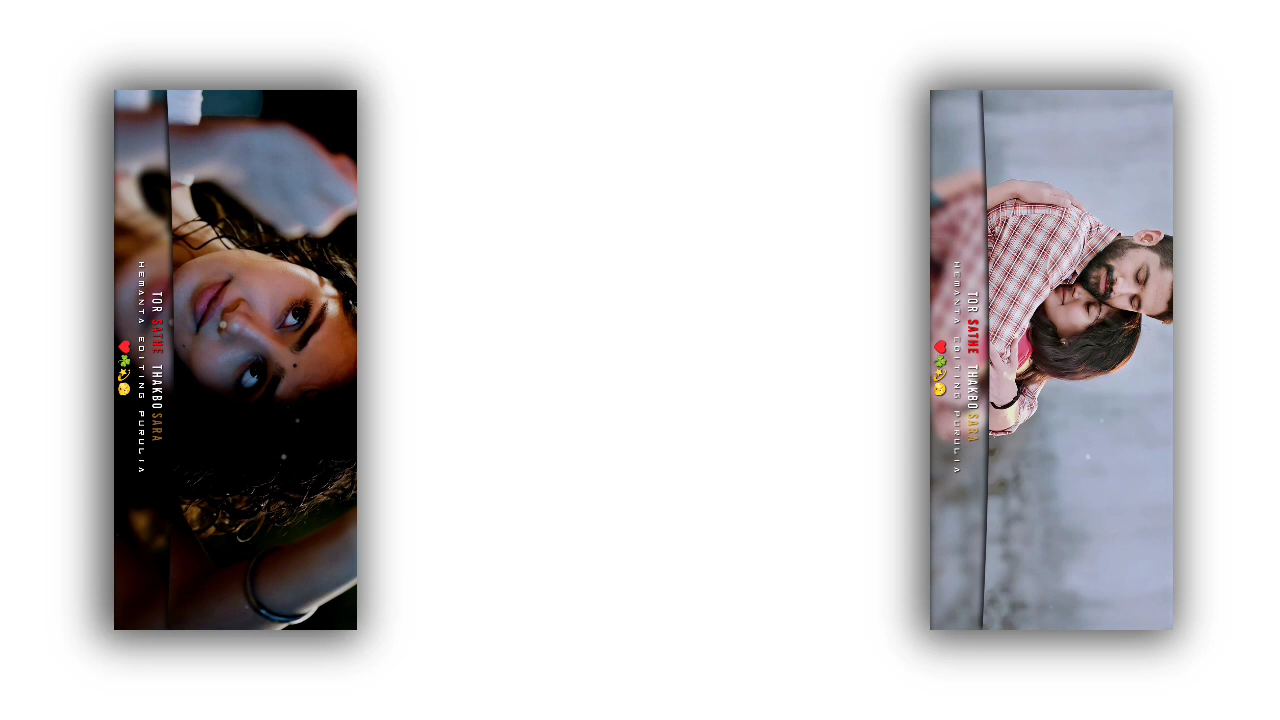 TOR SATHE THAKBO SARA
HEMANTA EDITING PURULIA
❤️☘️💫🥺
TOR SATHE THAKBO SARA
HEMANTA EDITING PURULIA
❤️☘️💫🥺